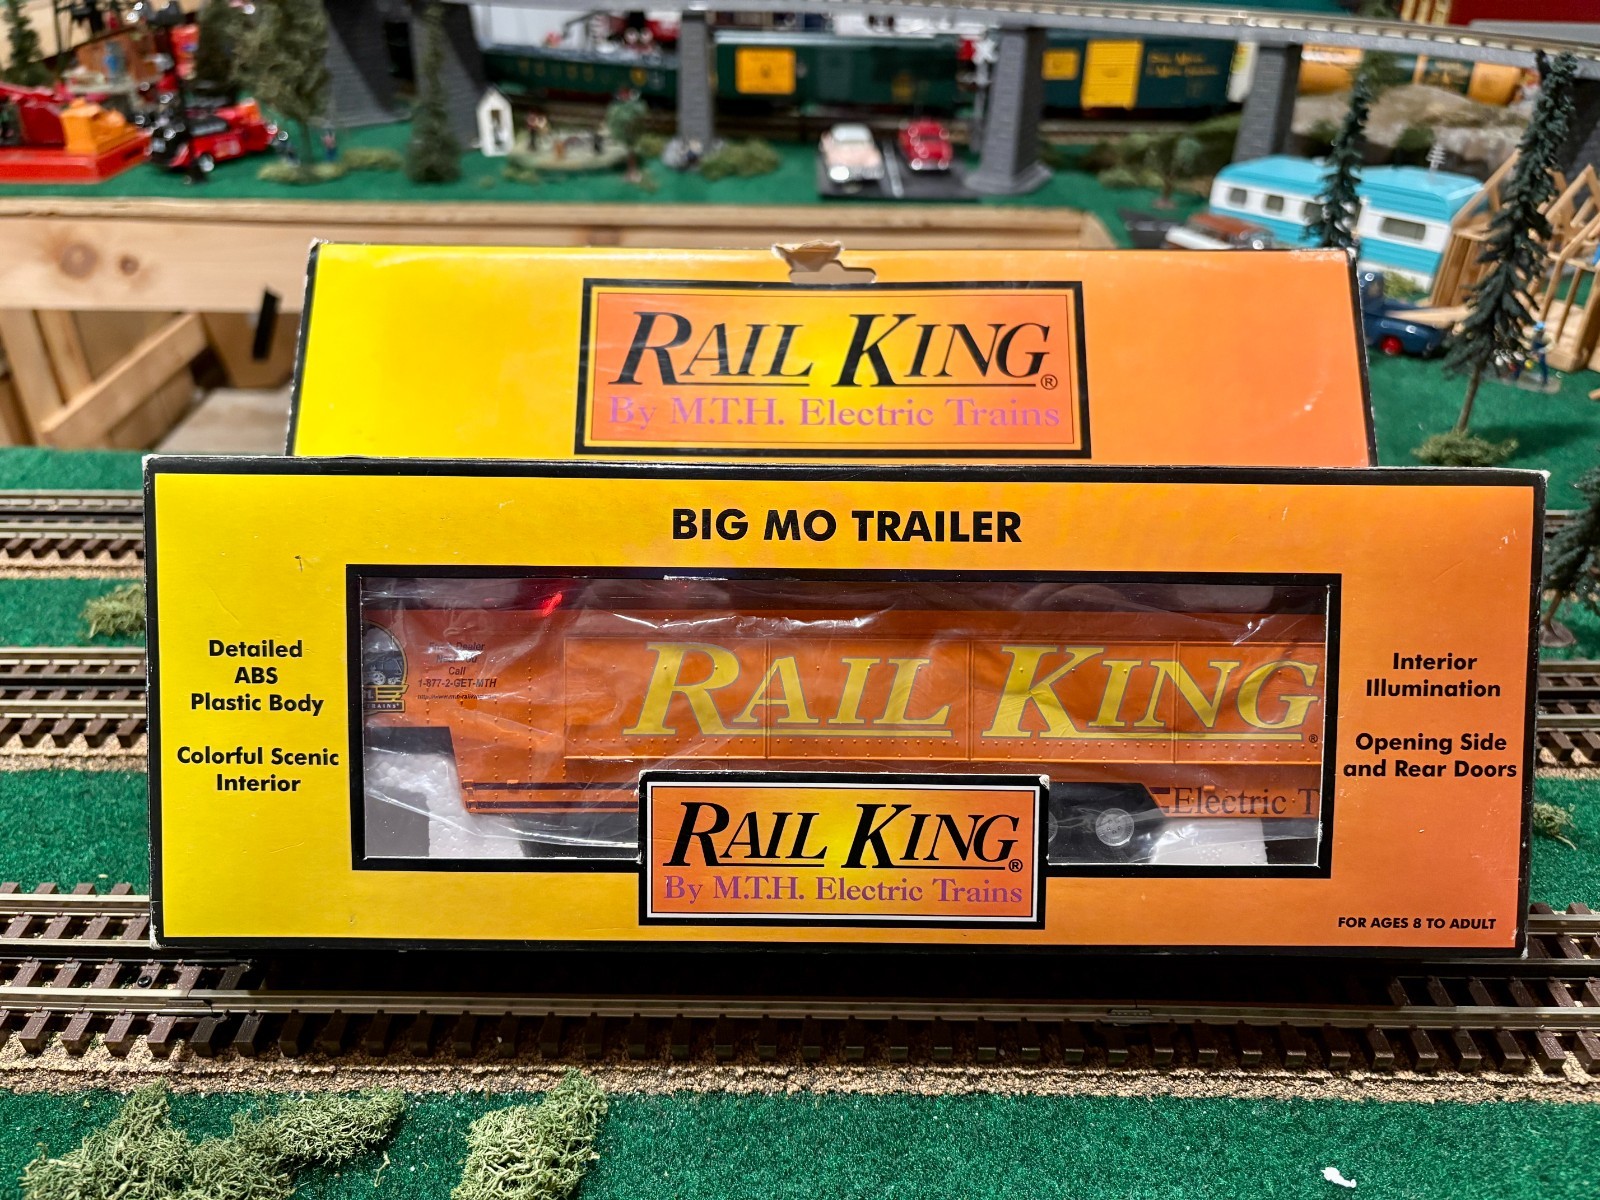 RAIL KING®
By M.T.H. Electric Trains
BIG MO TRAILER
Detailed
ABS
Plastic Body
Colorful Scenic
Interior
Call
1-877-2-GET-MTH
RAIL KING®
Electric T
Interior
Illumination
Opening Side
and Rear Doors
RAIL KING®
By M.T.H. Electric Trains
FOR AGES 8 TO ADULT